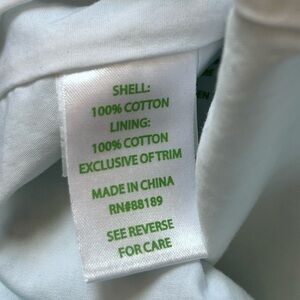 SHELL:
100% COTTON
LINING:
100% COTTON
EXCLUSIVE OF TRIM
MADE IN CHINA
RN#88189
SEE REVERSE
FOR CARE